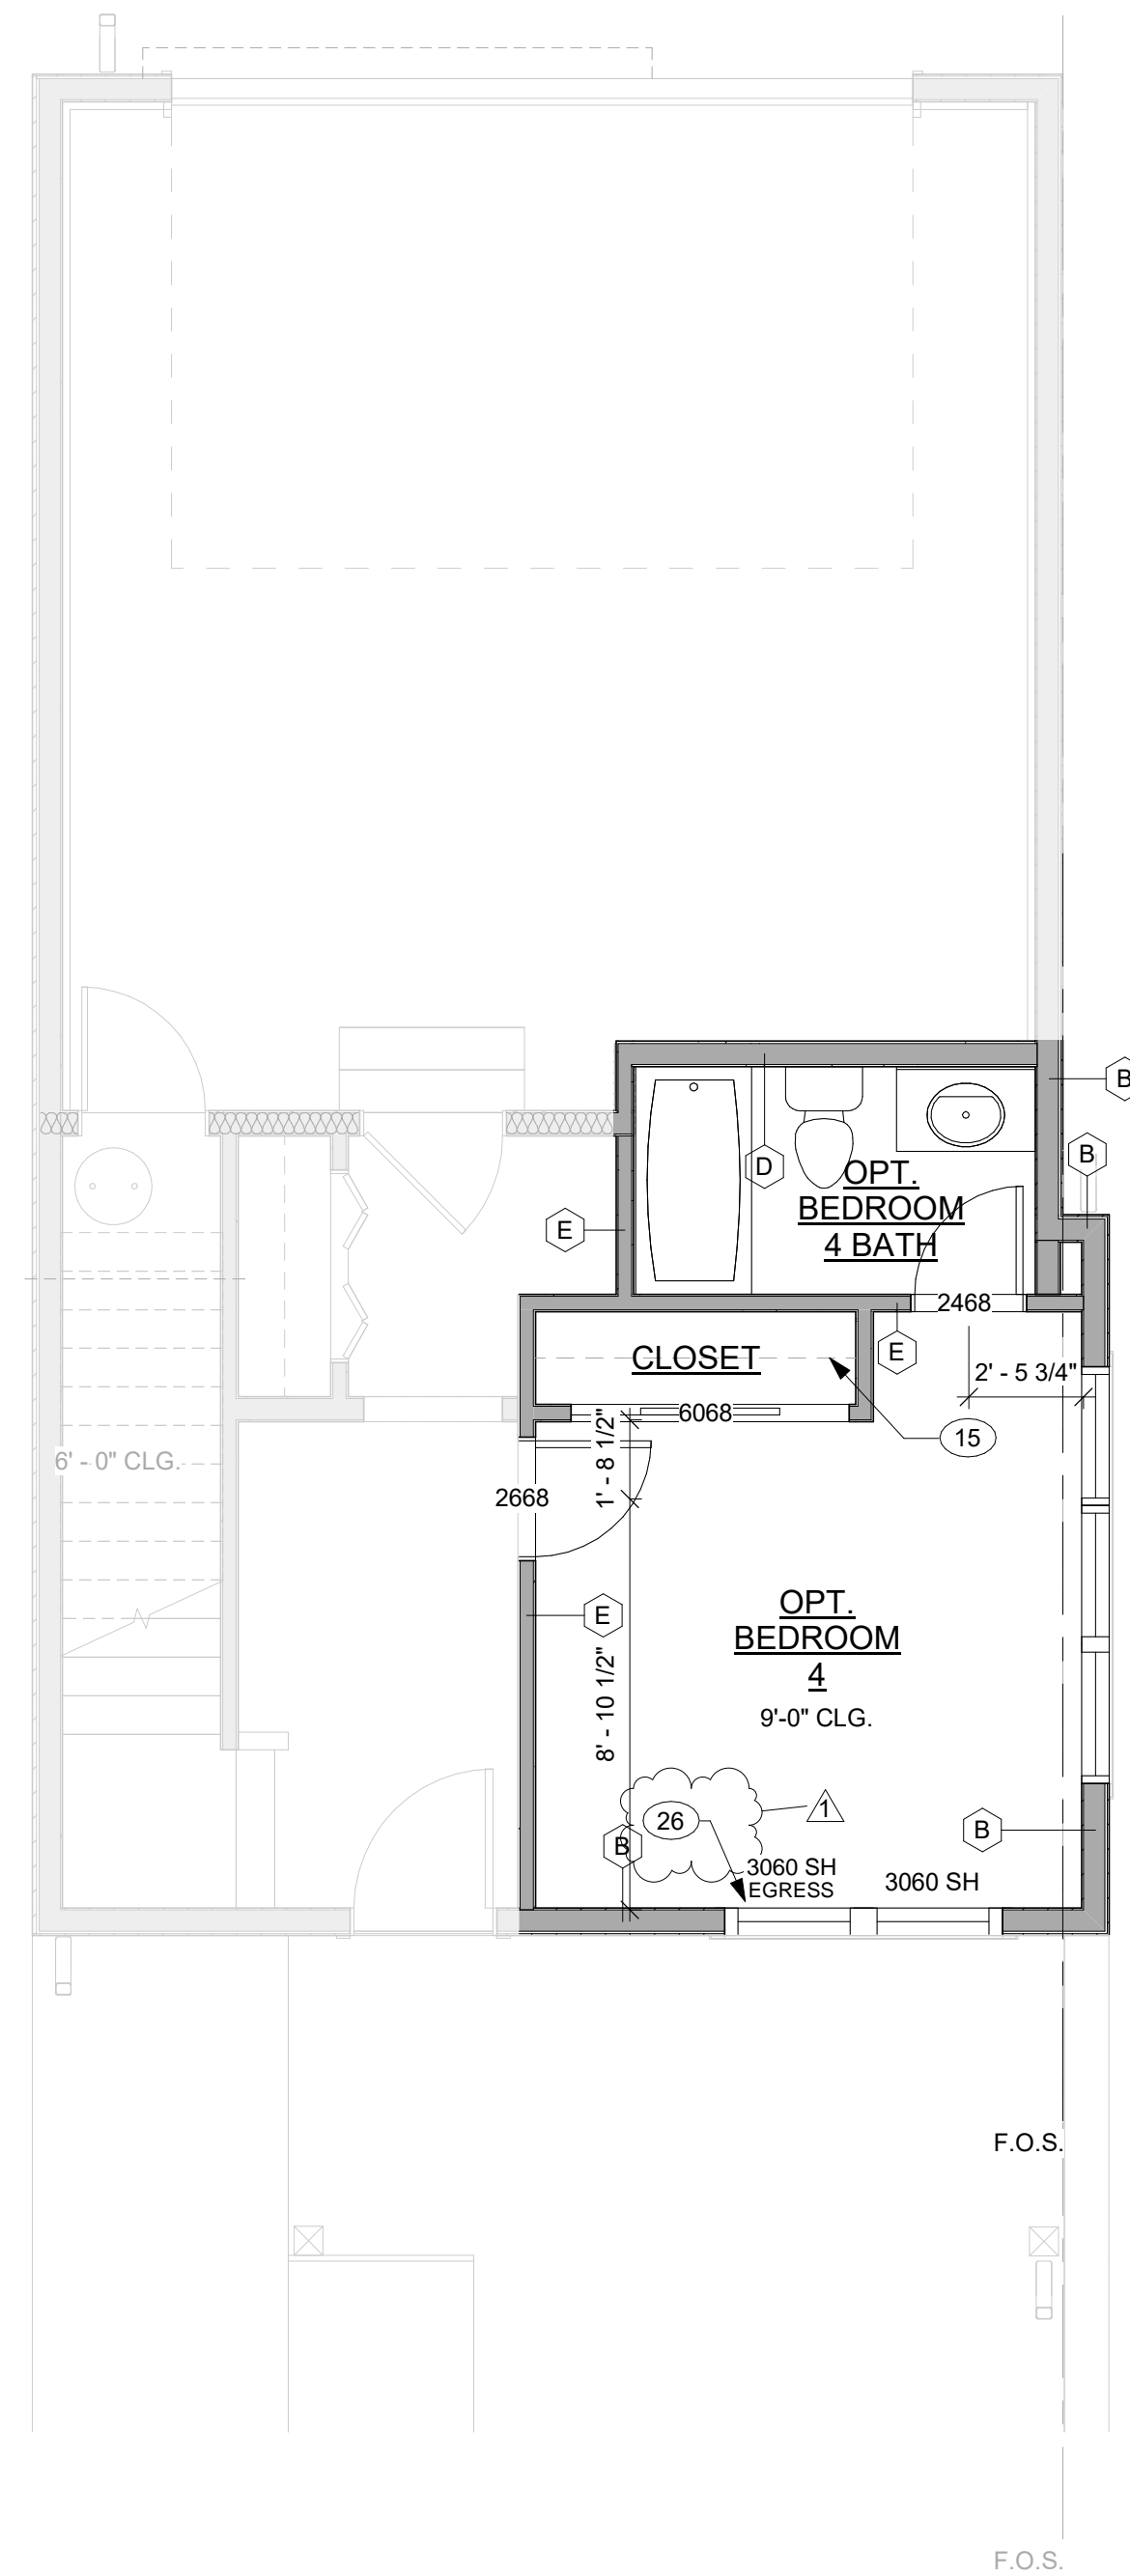 B
B
D
OPT.
BEDROOM
4 BATH
E
2468
E
CLOSET
2' - 5 3/4"
6068
15
1' - 8 1/2"
6' - 0" CLG.
2668
OPT.
BEDROOM
4
9'-0" CLG.
E
8' - 10 1/2"
1
26
B
B
3060 SH
EGRESS
3060 SH
F.O.S.
F.O.S.